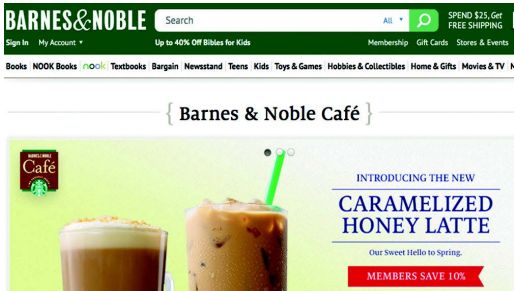 BARNES&NOBLE
Search
All
SPEND $25, Get
FREE SHIPPING
Sign In My Account Up to 40% Off Bibles for Kids Membership Gift Cards Stores & Events
Books NOOK Books nook Textbooks Bargain Newsstand Teens Kids Toys & Games Hobbies & Collectibles Home & Gifts Movies & TV
{ Barnes & Noble Café }
BARNES&NOBLE
Café
INTRODUCING THE NEW
CARAMELIZED
HONEY LATTE
Our Sweet Hello to Spring.
MEMBERS SAVE 10%